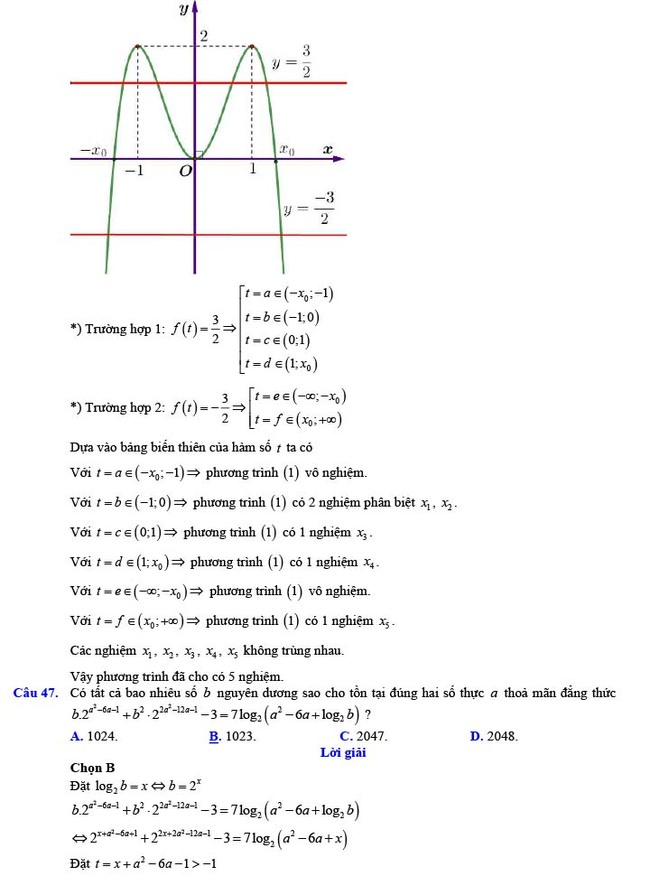 y
2
y = 3/2
−x₀
x₀
x
−1
O
1
y = −3/2
*) Trường hợp 1: f(t) = 3/2 ⇒ [t = a ∈ (−x₀; −1)
t = b ∈ (−1; 0)
t = c ∈ (0; 1)
t = d ∈ (1; x₀)
*) Trường hợp 2: f(t) = −3/2 ⇒ [t = e ∈ (−∞; −x₀)
t = f ∈ (x₀; +∞)
Dựa vào bảng biến thiên của hàm số t ta có
Với t = a ∈ (−x₀; −1) ⇒ phương trình (1) vô nghiệm.
Với t = b ∈ (−1; 0) ⇒ phương trình (1) có 2 nghiệm phân biệt x₁, x₂.
Với t = c ∈ (0; 1) ⇒ phương trình (1) có 1 nghiệm x₃.
Với t = d ∈ (1; x₀) ⇒ phương trình (1) có 1 nghiệm x₄.
Với t = e ∈ (−∞; −x₀) ⇒ phương trình (1) vô nghiệm.
Với t = f ∈ (x₀; +∞) ⇒ phương trình (1) có 1 nghiệm x₅.
Các nghiệm x₁, x₂, x₃, x₄, x₅ không trùng nhau.
Vậy phương trình đã cho có 5 nghiệm.
Câu 47. Có tất cả bao nhiêu số b nguyên dương sao cho tồn tại đúng hai số thực a thoả mãn đẳng thức
b.2^(a²−6a−1) + b².2^(2a²−12a−1) − 3 = 7log₂(a² − 6a + log₂b) ?
A. 1024. B. 1023. C. 2047. D. 2048.
Lời giải
Chọn B
Đặt log₂b = x ⇔ b = 2^x
b.2^(a²−6a−1) + b².2^(2a²−12a−1) − 3 = 7log₂(a² − 6a + log₂b)
⇔ 2^(x+a²−6a+1) + 2^(2x+2a²−12a−1) − 3 = 7log₂(a² − 6a + x)
Đặt t = x + a² − 6a − 1 > −1